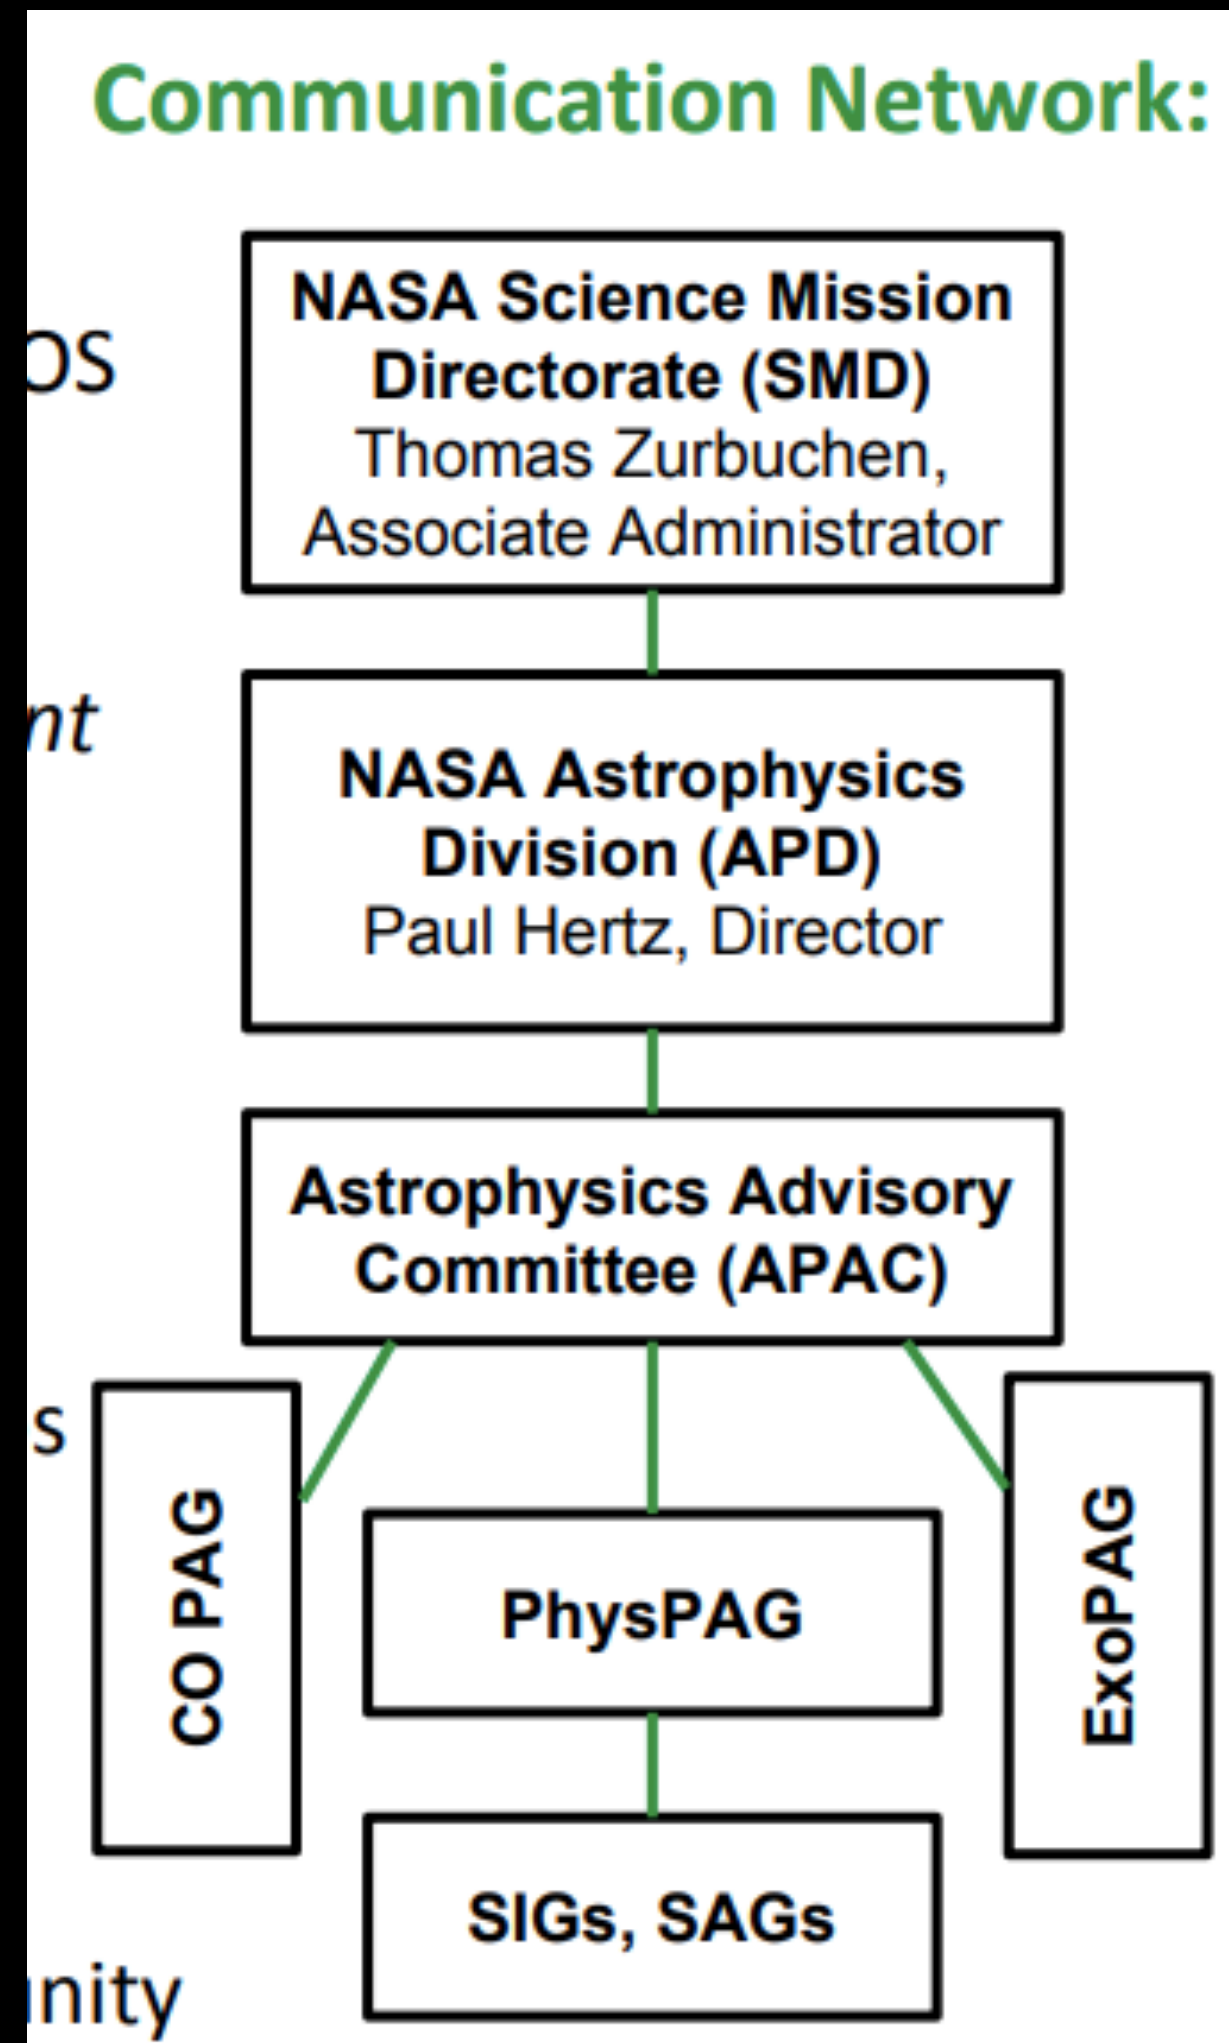 Communication Network:
NASA Science Mission
Directorate (SMD)
Thomas Zurbuchen,
Associate Administrator
NASA Astrophysics
Division (APD)
Paul Hertz, Director
Astrophysics Advisory
Committee (APAC)
CO PAG
PhysPAG
ExoPAG
SIGs, SAGs